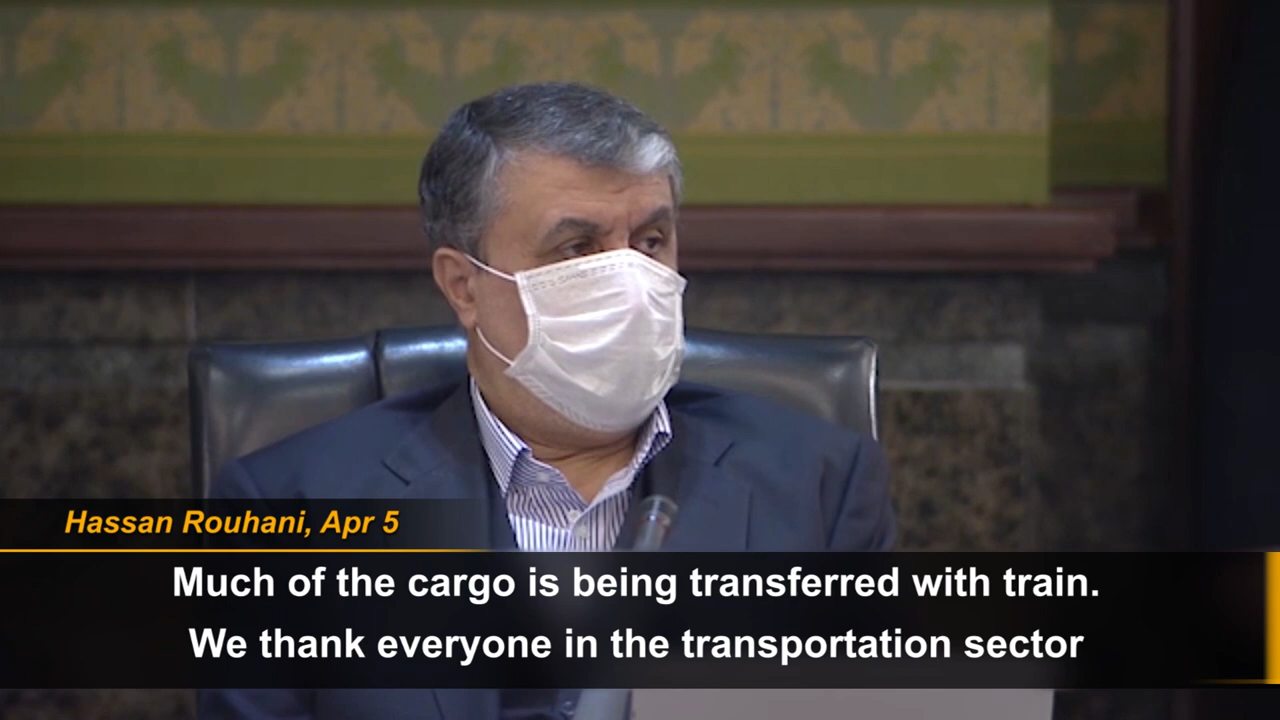 Hassan Rouhani, Apr 5
Much of the cargo is being transferred with train.
We thank everyone in the transportation sector